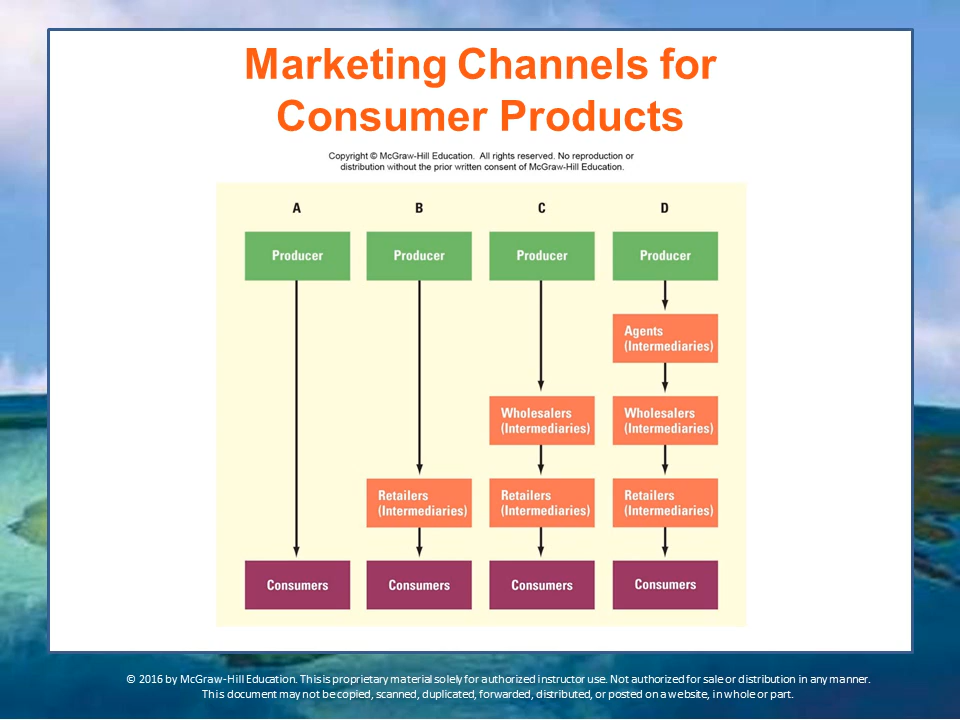 Marketing Channels for
Consumer Products
Copyright © McGraw-Hill Education. All rights reserved. No reproduction or
distribution without the prior written consent of McGraw-Hill Education.
A B C D
Producer Producer Producer Producer
Agents
(Intermediaries)
Wholesalers Wholesalers
(Intermediaries) (Intermediaries)
Retailers Retailers Retailers
(Intermediaries) (Intermediaries) (Intermediaries)
Consumers Consumers Consumers Consumers
© 2016 by McGraw-Hill Education. This is proprietary material solely for authorized instructor use. Not authorized for sale or distribution in any manner.
This document may not be copied, scanned, duplicated, forwarded, distributed, or posted on a website, in whole or part.